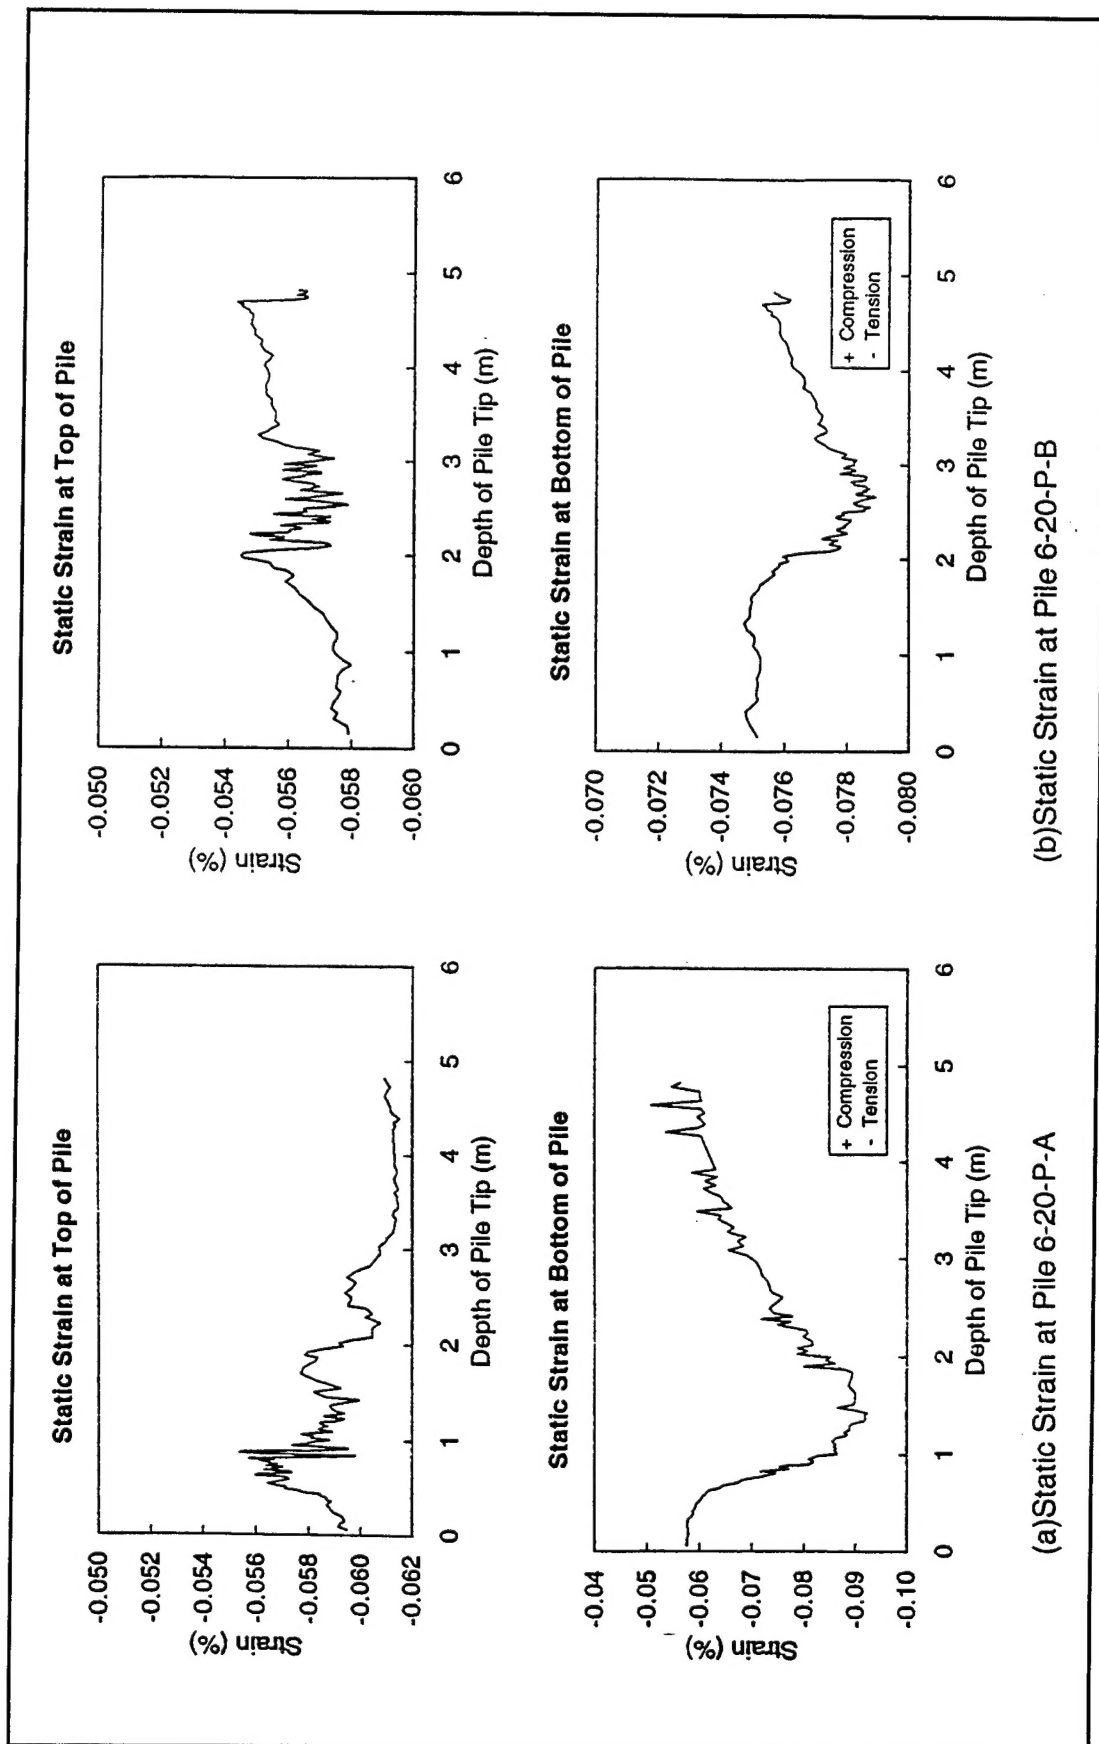 Static Strain at Top of Pile
-0.050
-0.052
-0.054
-0.056
-0.058
-0.060
-0.062
Strain (%)
0 1 2 3 4 5 6
Depth of Pile Tip (m)
Static Strain at Bottom of Pile
-0.04
-0.05
-0.06
-0.07
-0.08
-0.09
-0.10
Strain (%)
+ Compression
- Tension
0 1 2 3 4 5 6
Depth of Pile Tip (m)
(a)Static Strain at Pile 6-20-P-A
Static Strain at Top of Pile
-0.050
-0.052
-0.054
-0.056
-0.058
-0.060
Strain (%)
0 1 2 3 4 5 6
Depth of Pile Tip (m)
Static Strain at Bottom of Pile
-0.070
-0.072
-0.074
-0.076
-0.078
-0.080
Strain (%)
+ Compression
- Tension
0 1 2 3 4 5 6
Depth of Pile Tip (m)
(b)Static Strain at Pile 6-20-P-B